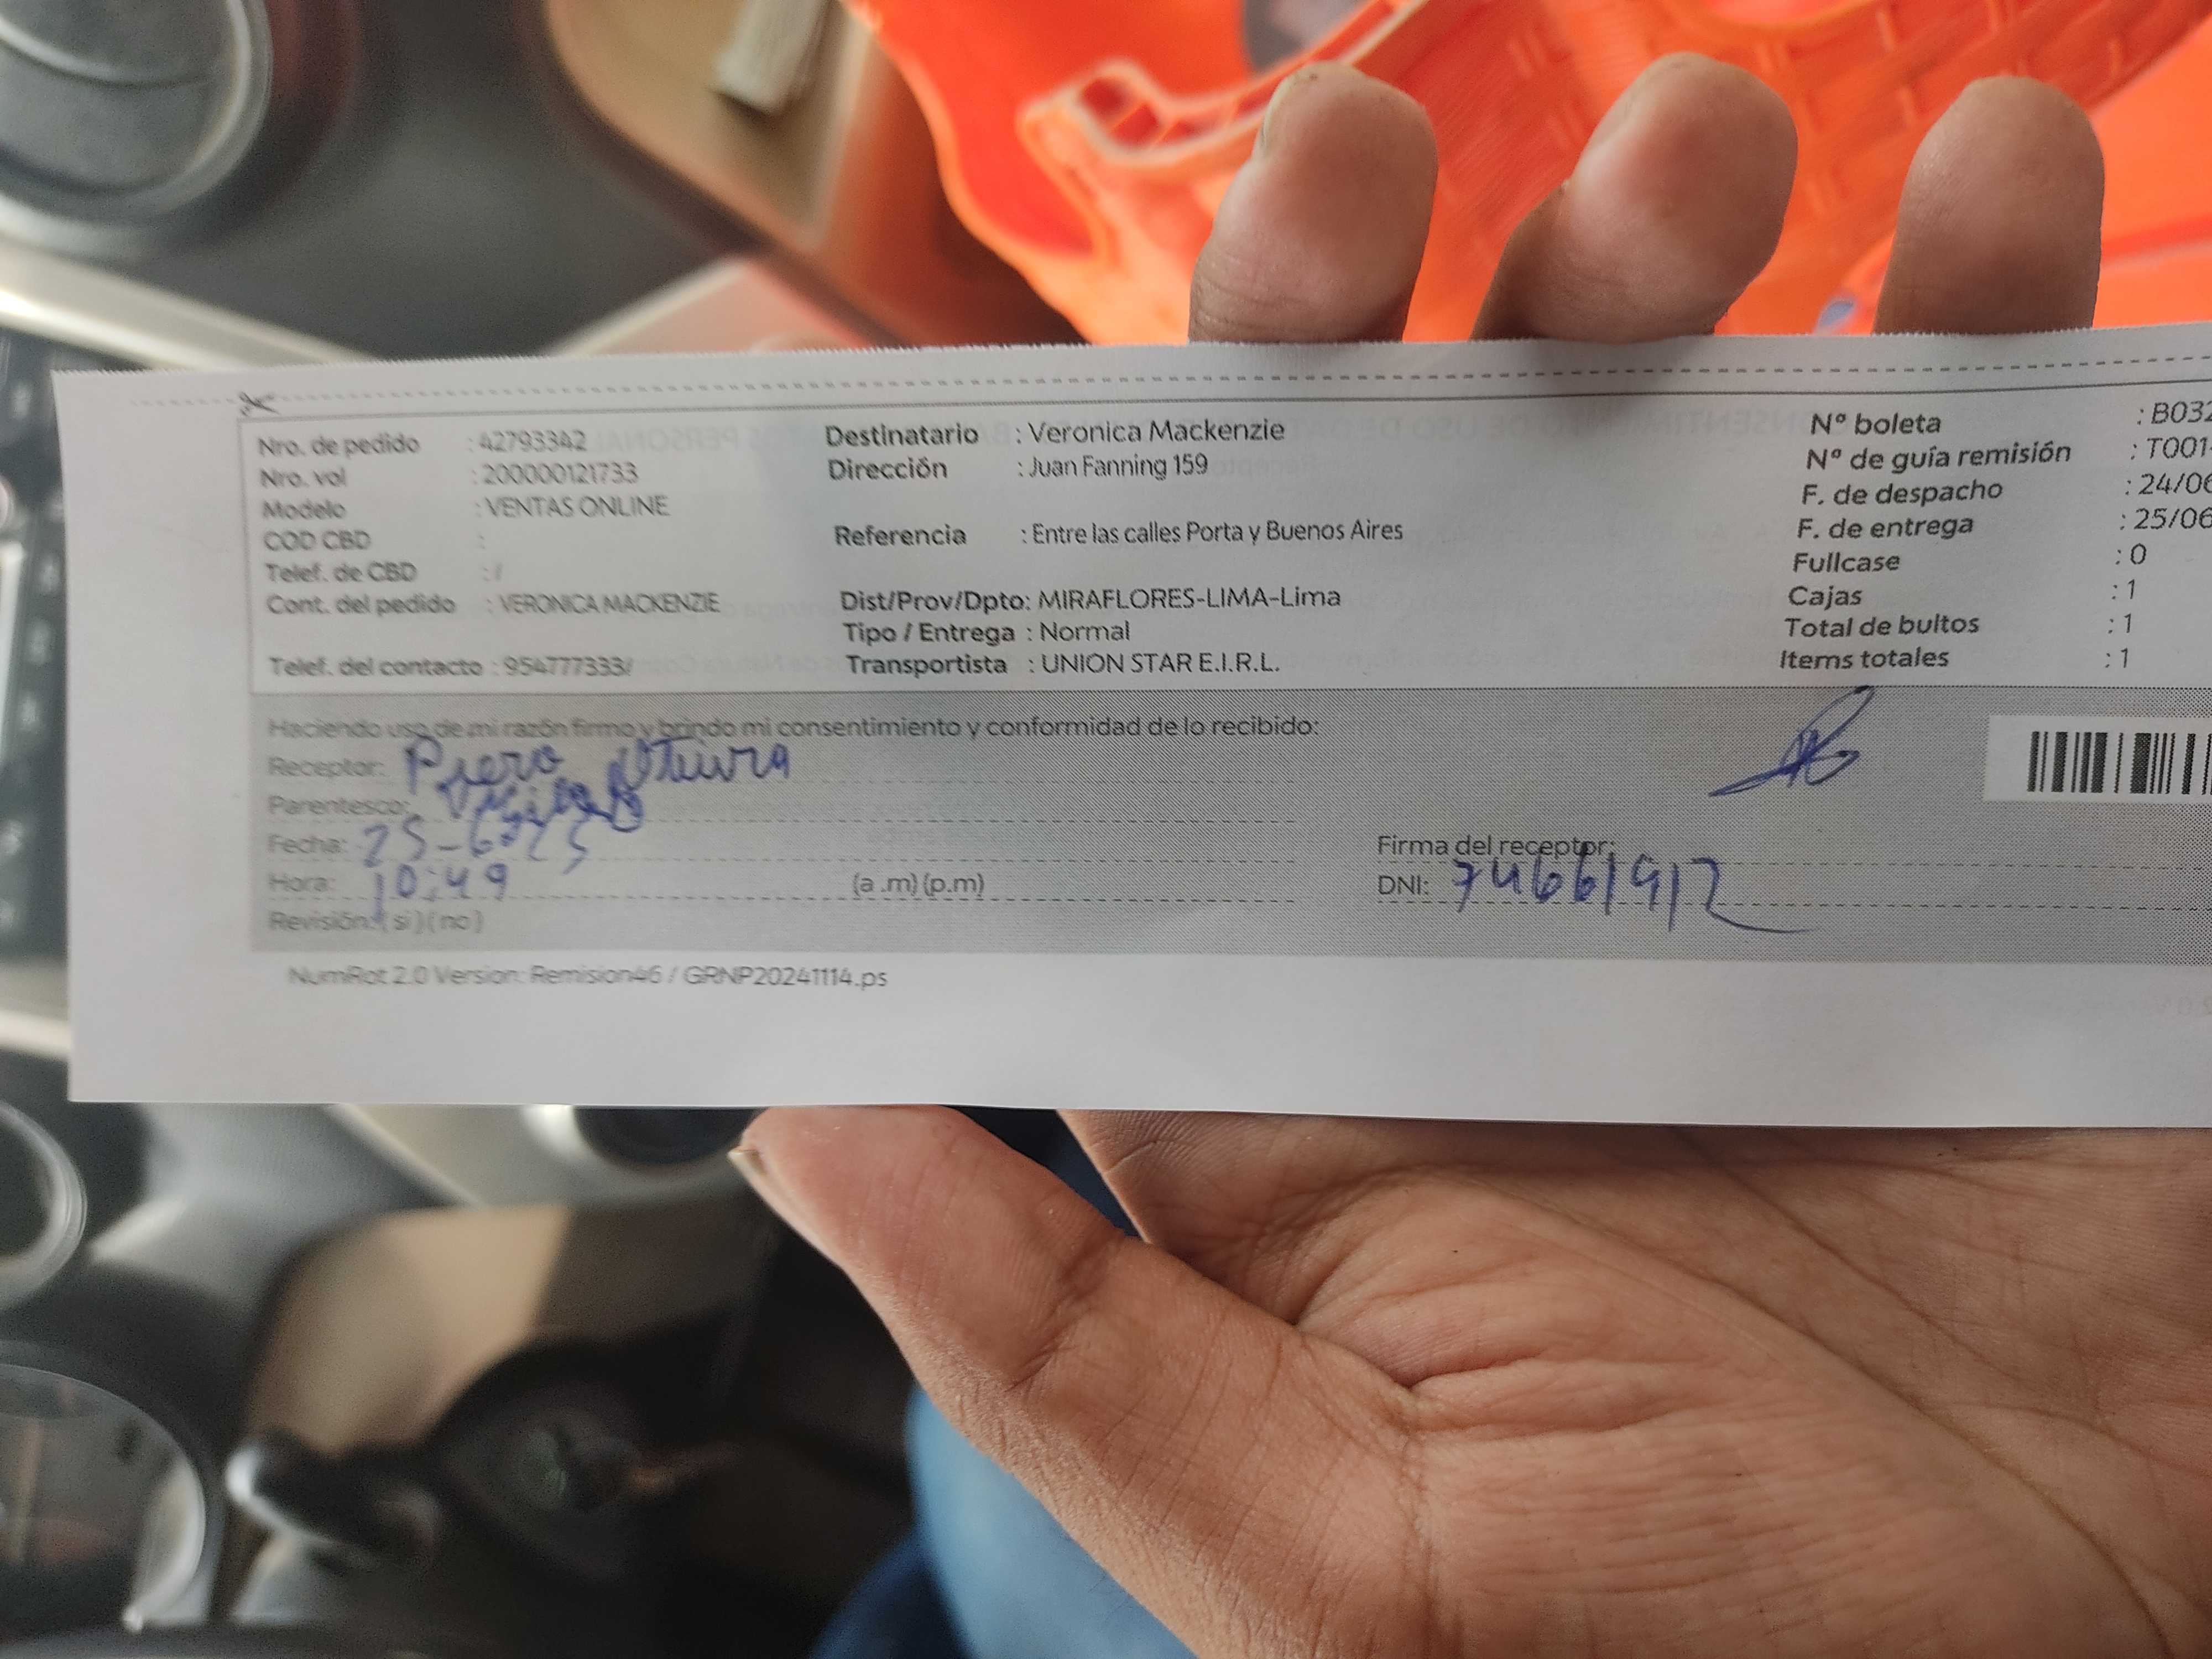 Nro. de pedido : 42793342
Nro. vol : 200000121733
Modelo : VENTAS ONLINE
COD CBD :
Telef. de CBD : /
Cont. del pedido : VERONICA MACKENZIE
Telef. del contacto : 954777333/
Destinatario : Veronica Mackenzie
Dirección : Juan Fanning 159
Referencia : Entre las calles Porta y Buenos Aires
Dist/Prov/Dpto: MIRAFLORES-LIMA-Lima
Tipo / Entrega : Normal
Transportista : UNION STAR E.I.R.L.
Nº boleta : B032
Nº de guía remisión : T001-
F. de despacho : 24/06
F. de entrega : 25/06
Fullcase : 0
Cajas : 1
Total de bultos : 1
Items totales : 1
Haciendo uso de mi razón firmo y brindo mi consentimiento y conformidad de lo recibido:
Receptor: Piero
Parentesco:
Fecha: 25-6-25
Hora: 10:49 (a .m) (p.m)
Revisión: ( si ) ( no )
Firma del receptor:
DNI: 74661912
NumRot 2.0 Version: Remision46 / GRNP20241114.ps